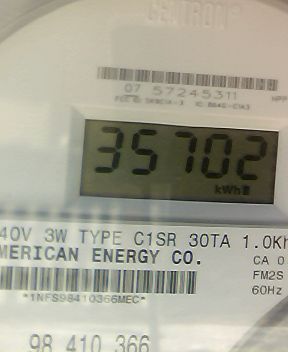 CENTRON®
07 57245311
35702
kWh
40V 3W TYPE C1SR 30TA 1.0Kh
MERICAN ENERGY CO.
CA 0
FM2S
*1NFS98410366MEC*
60Hz
98 410 366